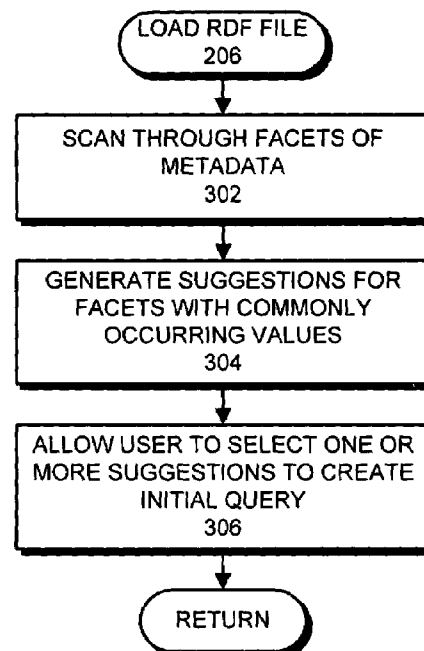 LOAD RDF FILE
206
SCAN THROUGH FACETS OF
METADATA
302
GENERATE SUGGESTIONS FOR
FACETS WITH COMMONLY
OCCURRING VALUES
304
ALLOW USER TO SELECT ONE OR
MORE SUGGESTIONS TO CREATE
INITIAL QUERY
306
RETURN